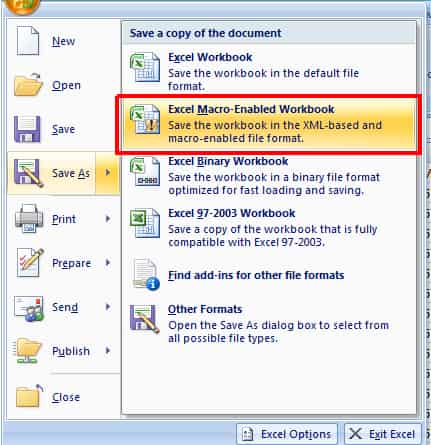 New
Open
Save
Save As
Print
Prepare
Send
Publish
Close
Save a copy of the document
Excel Workbook
Save the workbook in the default file
format.
Excel Macro-Enabled Workbook
Save the workbook in the XML-based and
macro-enabled file format.
Excel Binary Workbook
Save the workbook in a binary file format
optimized for fast loading and saving.
Excel 97-2003 Workbook
Save a copy of the workbook that is fully
compatible with Excel 97-2003.
Find add-ins for other file formats
Other Formats
Open the Save As dialog box to select from
all possible file types.
Excel Options
Exit Excel